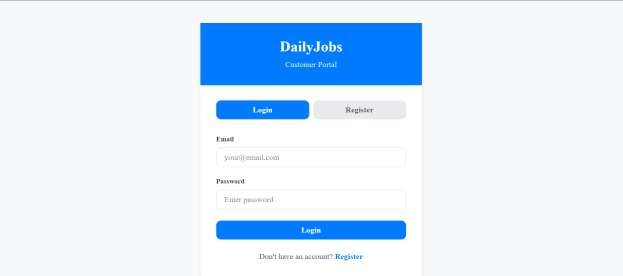 DailyJobs
Customer Portal
Login Register
Email
your@email.com
Password
Enter password
Login
Don't have an account? Register